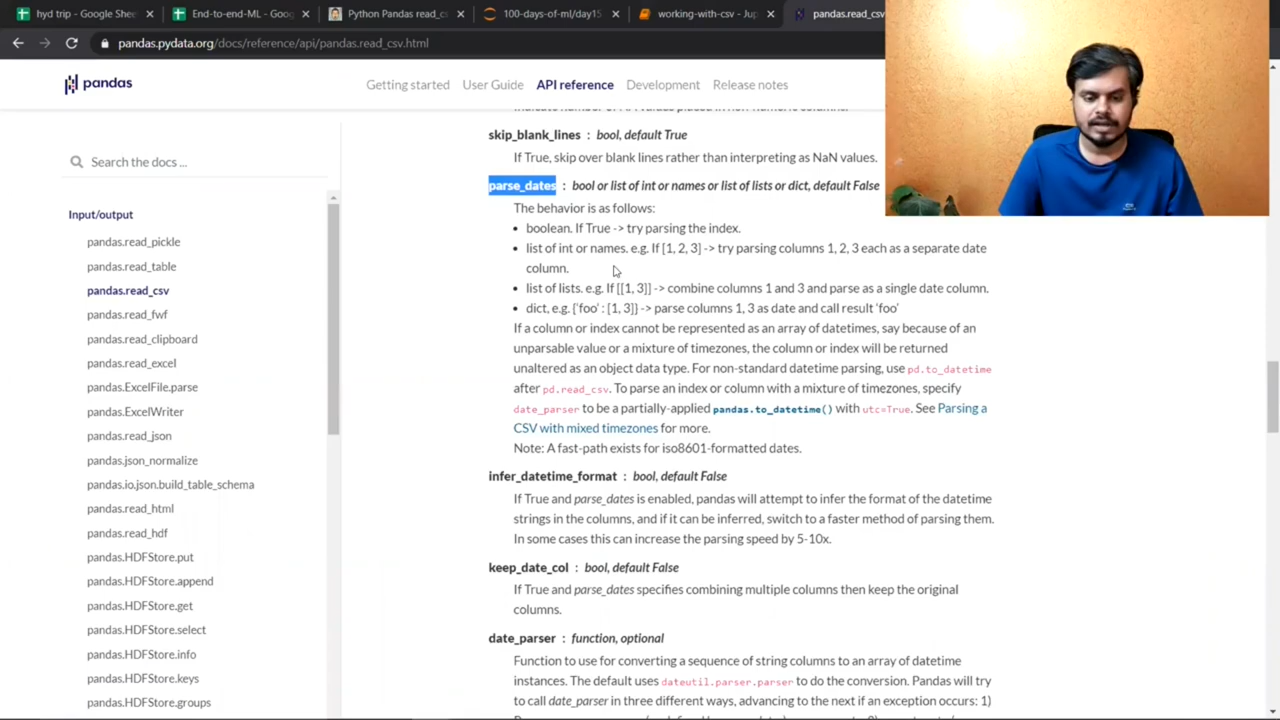 hyd trip - Google Shee
End-to-end-ML - Goog
Python Pandas read_c
100-days-of-ml/day15
working-with-csv - Jup
pandas.read_csv
pandas.pydata.org/docs/reference/api/pandas.read_csv.html
pandas
Getting started
User Guide
API reference
Development
Release notes
Search the docs ...
Input/output
pandas.read_pickle
pandas.read_table
pandas.read_csv
pandas.read_fwf
pandas.read_clipboard
pandas.read_excel
pandas.ExcelFile.parse
pandas.ExcelWriter
pandas.read_json
pandas.json_normalize
pandas.io.json.build_table_schema
pandas.read_html
pandas.read_hdf
pandas.HDFStore.put
pandas.HDFStore.append
pandas.HDFStore.get
pandas.HDFStore.select
pandas.HDFStore.info
pandas.HDFStore.keys
pandas.HDFStore.groups
skip_blank_lines : bool, default True
If True, skip over blank lines rather than interpreting as NaN values.
parse_dates : bool or list of int or names or list of lists or dict, default False
The behavior is as follows:
• boolean. If True -> try parsing the index.
• list of int or names. e.g. If [1, 2, 3] -> try parsing columns 1, 2, 3 each as a separate date
column.
• list of lists. e.g. If [[1, 3]] -> combine columns 1 and 3 and parse as a single date column.
• dict, e.g. {'foo' : [1, 3]} -> parse columns 1, 3 as date and call result 'foo'
If a column or index cannot be represented as an array of datetimes, say because of an
unparsable value or a mixture of timezones, the column or index will be returned
unaltered as an object data type. For non-standard datetime parsing, use pd.to_datetime
after pd.read_csv. To parse an index or column with a mixture of timezones, specify
date_parser to be a partially-applied pandas.to_datetime() with utc=True. See Parsing a
CSV with mixed timezones for more.
Note: A fast-path exists for iso8601-formatted dates.
infer_datetime_format : bool, default False
If True and parse_dates is enabled, pandas will attempt to infer the format of the datetime
strings in the columns, and if it can be inferred, switch to a faster method of parsing them.
In some cases this can increase the parsing speed by 5-10x.
keep_date_col : bool, default False
If True and parse_dates specifies combining multiple columns then keep the original
columns.
date_parser : function, optional
Function to use for converting a sequence of string columns to an array of datetime
instances. The default uses dateutil.parser.parser to do the conversion. Pandas will try
to call date_parser in three different ways, advancing to the next if an exception occurs: 1)